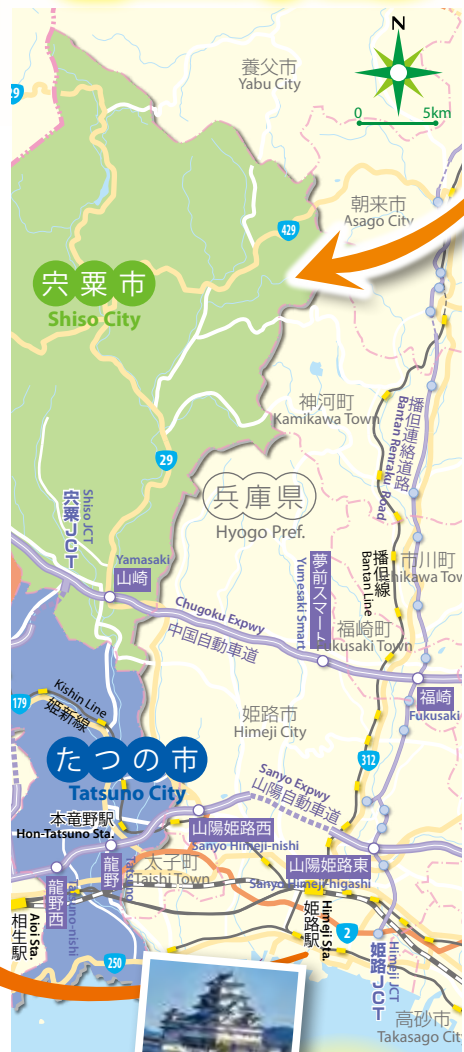 N
0 5km
養父市
Yabu City
29
朝来市
Asago City
429
宍粟市
Shiso City
神河町
Kamikawa Town
播但連絡道路
Bantan Renraku Road
29
兵庫県
Hyogo Pref.
Shiso JCT
宍粟JCT
Yamasaki
山崎
夢前スマート
Yumesaki Smart
播但線
Bantan Line
市川町
Ichikawa Tow
Chugoku Expwy
中国自動車道
福崎町
Fukusaki Town
福崎
Fukusaki
Kishin Line
姫新線
179
姫路市
Himeji City
312
たつの市
Tatsuno City
Sanyo Expwy
山陽自動車道
本竜野駅
Hon-Tatsuno Sta.
山陽姫路西
Sanyo Himeji-nishi
龍野
Tatsuno
太子町
Taishi Town
山陽姫路東
Sanyo Himeji-higashi
龍野西
Tatsuno-nishi
Aioi Sta.
相生駅
Himeji Sta.
姫路駅
2
Himeji JCT
姫路JCT
250
高砂市
Takasago Cit